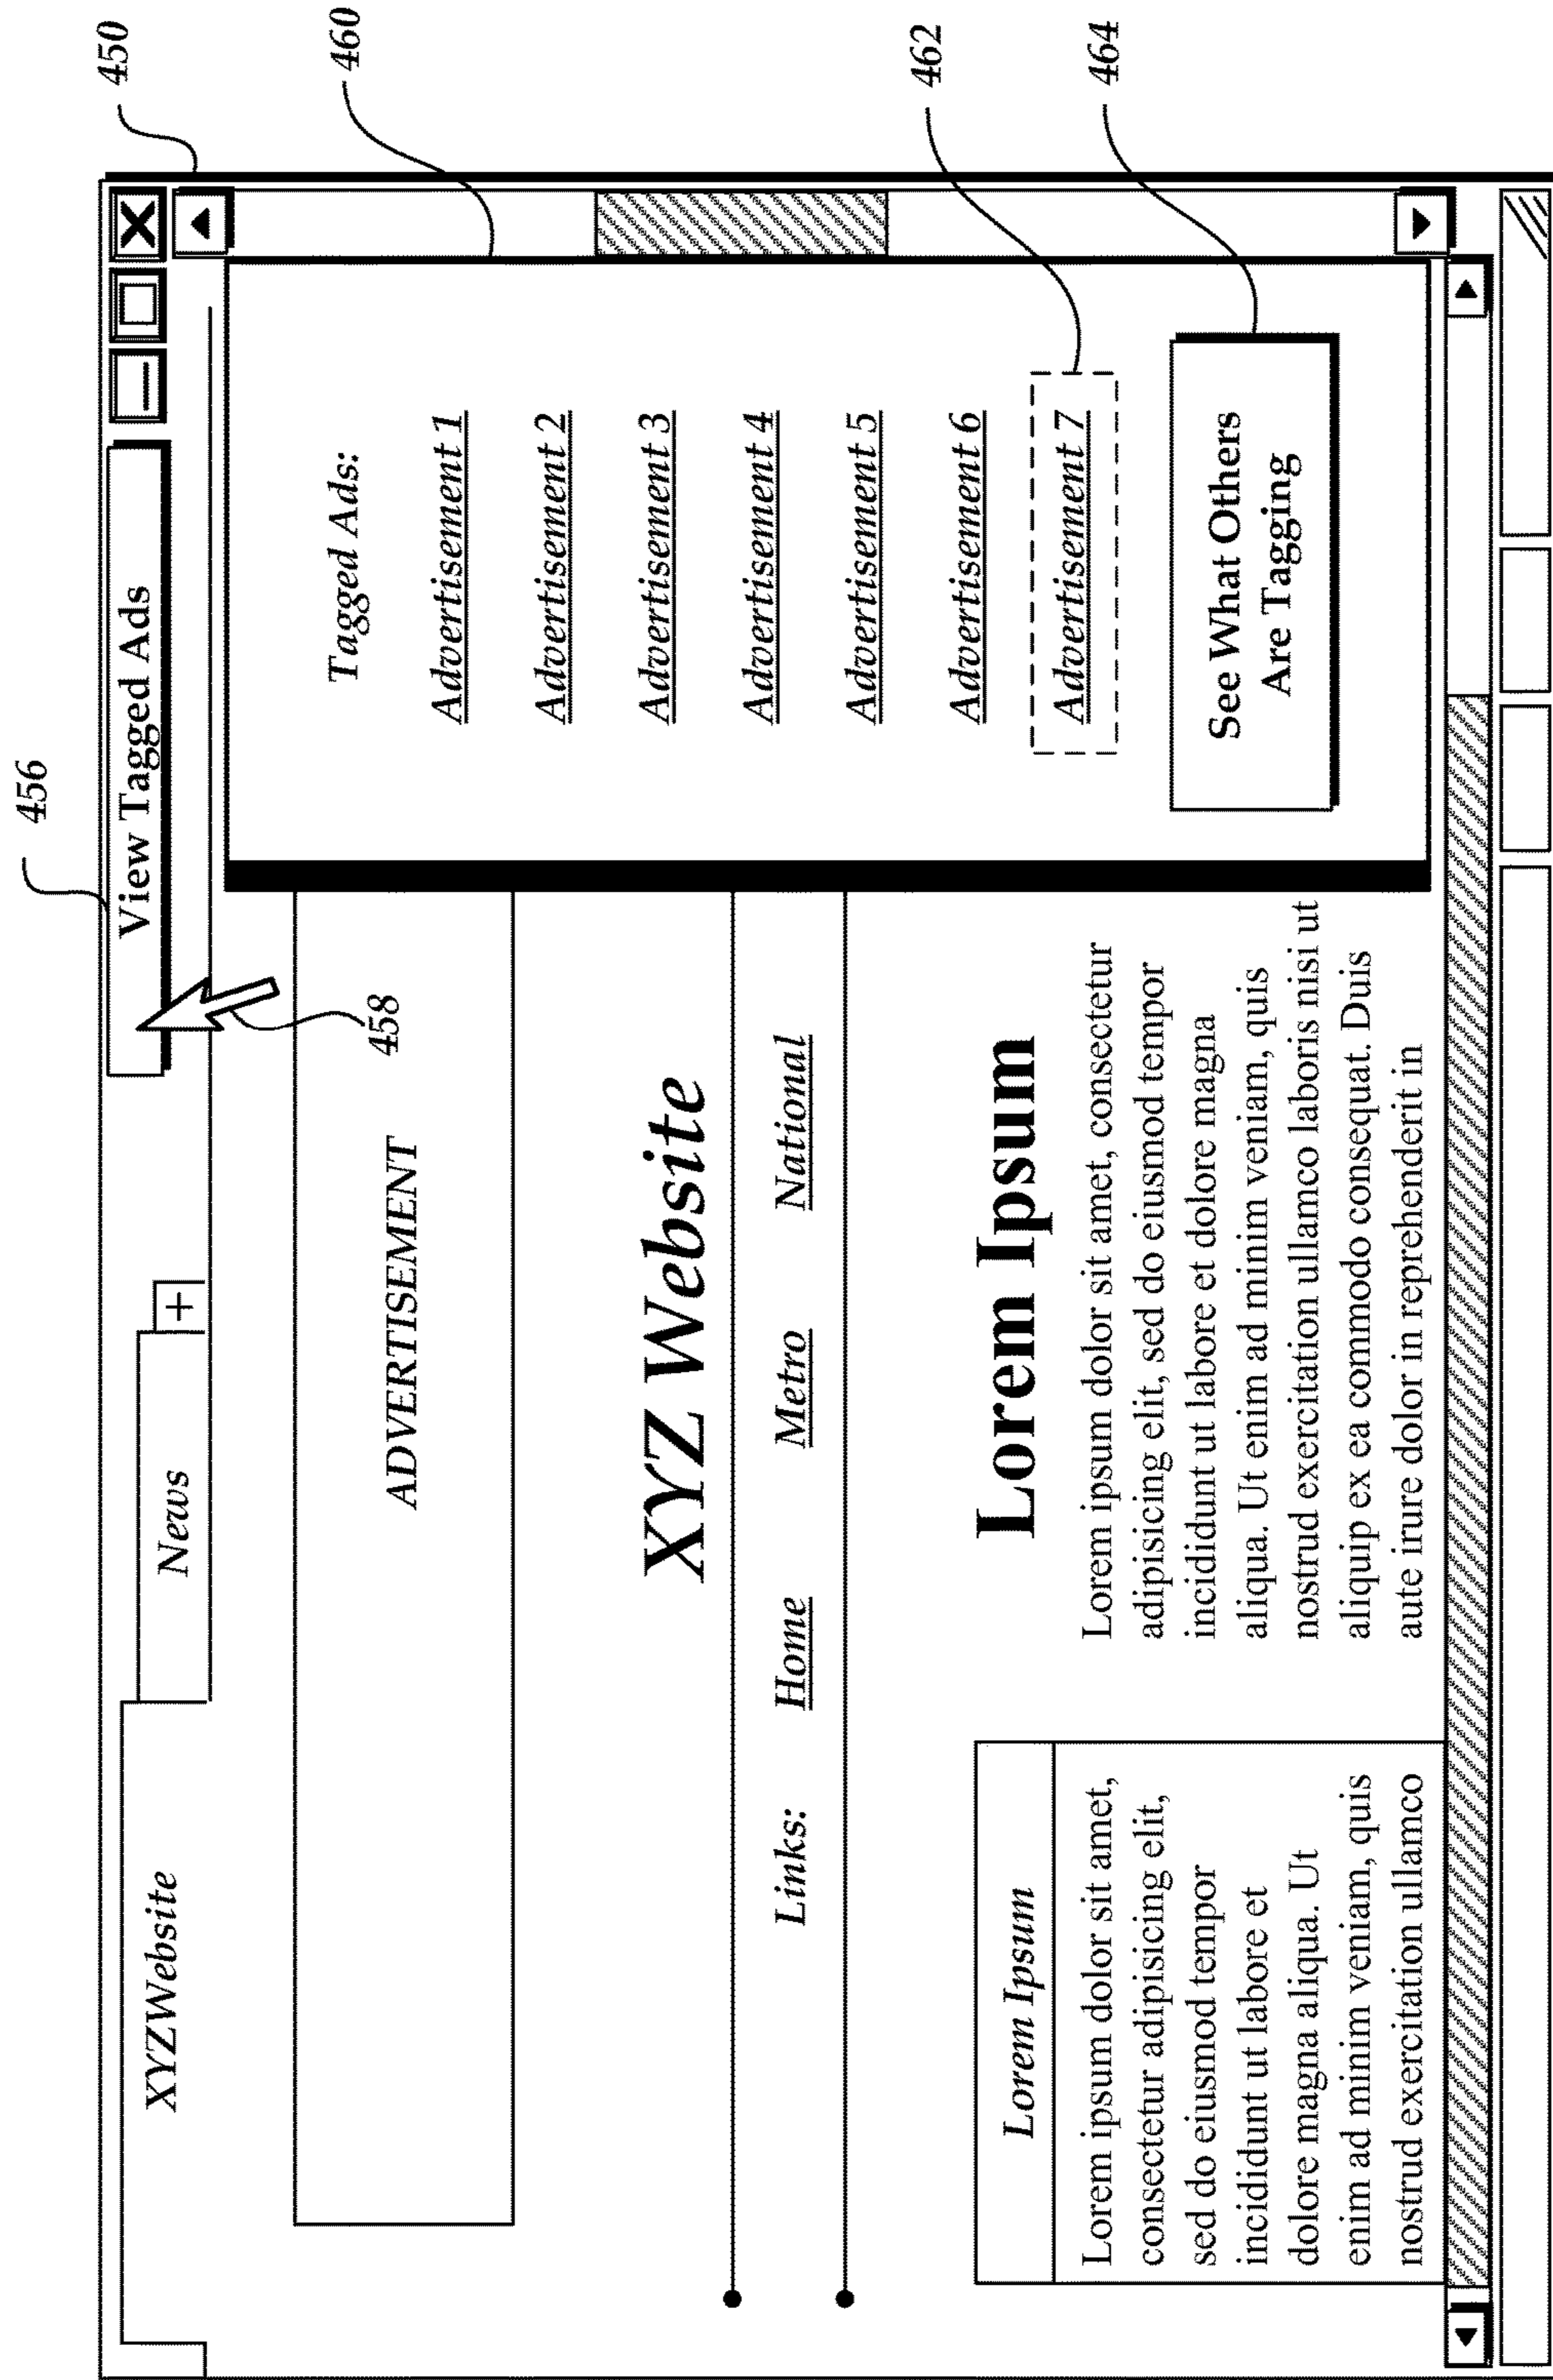 456
450
View Tagged Ads
XYZWebsite
News
+
458
460
ADVERTISEMENT
XYZ Website
Links:
Home
Metro
National
Lorem Ipsum
Lorem ipsum dolor sit amet,
consectetur adipisicing elit,
sed do eiusmod tempor
incididunt ut labore et
dolore magna aliqua. Ut
enim ad minim veniam, quis
nostrud exercitation ullamco
Lorem Ipsum
Lorem ipsum dolor sit amet, consectetur
adipisicing elit, sed do eiusmod tempor
incididunt ut labore et dolore magna
aliqua. Ut enim ad minim veniam, quis
nostrud exercitation ullamco laboris nisi ut
aliquip ex ea commodo consequat. Duis
aute irure dolor in reprehenderit in
Tagged Ads:
Advertisement 1
Advertisement 2
Advertisement 3
Advertisement 4
Advertisement 5
Advertisement 6
Advertisement 7
See What Others
Are Tagging
462
464